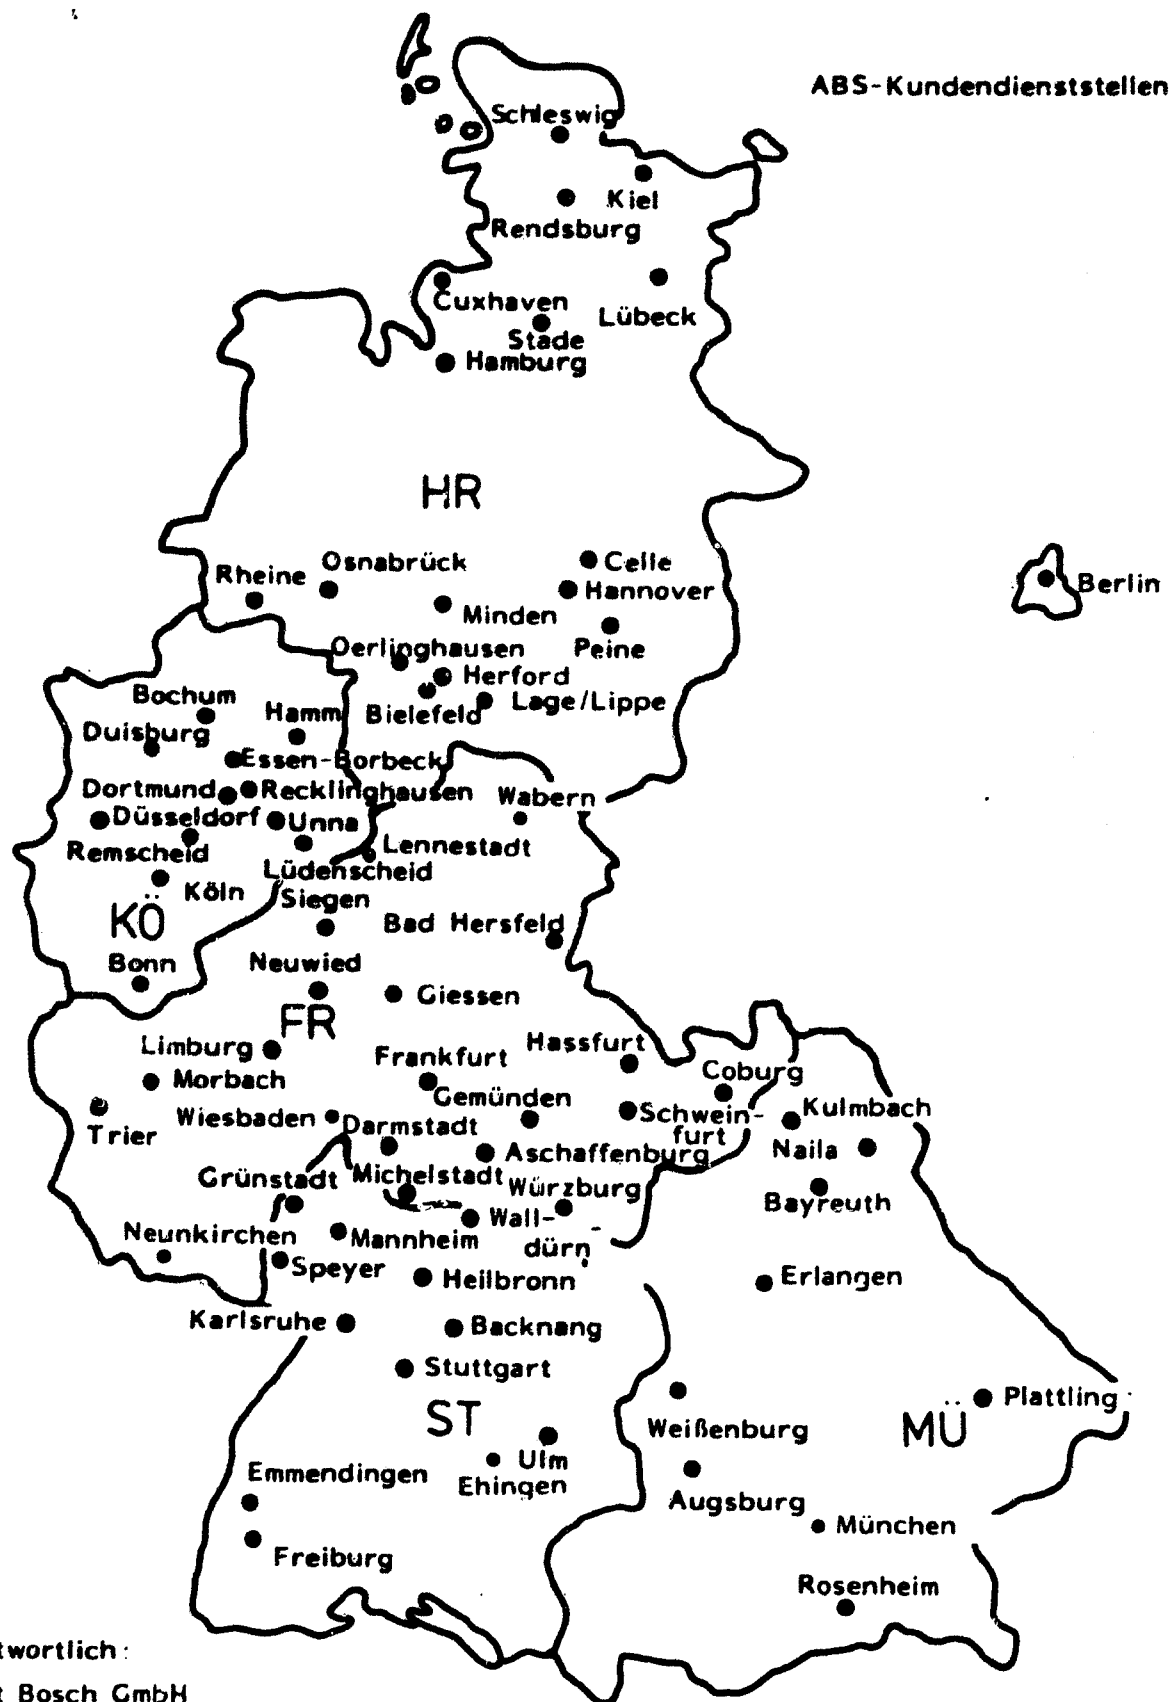 ABS-Kundendienststellen
Schleswig
Kiel
Rendsburg
Cuxhaven
Lübeck
Stade
Hamburg
HR
Osnabrück
Celle
Rheine
Hannover
Berlin
Minden
Oerlinghausen
Peine
Herford
Bochum
Hamm
Bielefeld
Lage/Lippe
Duisburg
Essen-Borbeck
Dortmund
Recklinghausen
Wabern
Düsseldorf
Unna
Lennestadt
Remscheid
Lüdenscheid
Köln
Siegen
KÖ
Bad Hersfeld
Bonn
Neuwied
Giessen
FR
Limburg
Frankfurt
Hassfurt
Coburg
Morbach
Gemünden
Kulmbach
Wiesbaden
Darmstadt
Schwein-
furt
Trier
Aschaffenburg
Naila
Grünstadt
Michelstadt
Würzburg
Bayreuth
Neunkirchen
Mannheim
Wall-
dürn
Speyer
Heilbronn
Erlangen
Karlsruhe
Backnang
Stuttgart
Plattling
ST
Weißenburg
MÜ
Ulm
Emmendingen
Ehingen
Augsburg
München
Freiburg
Rosenheim
twortlich:
t Bosch GmbH